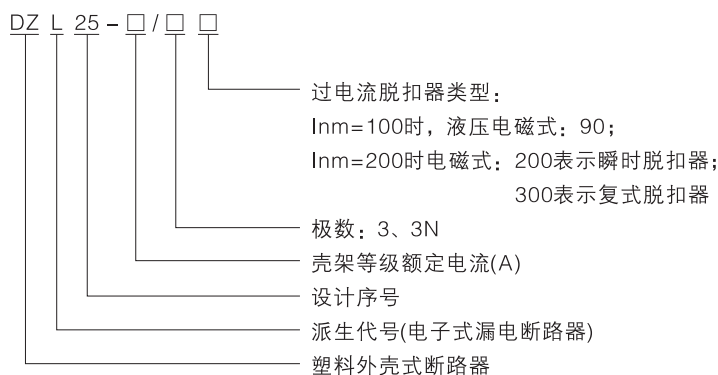 DZ L 25 - □ / □ □
过电流脱扣器类型：
Inm=100时，液压电磁式：90；
Inm=200时电磁式：200表示瞬时脱扣器；
300表示复式脱扣器
极数：3、3N
壳架等级额定电流(A)
设计序号
派生代号(电子式漏电断路器)
塑料外壳式断路器